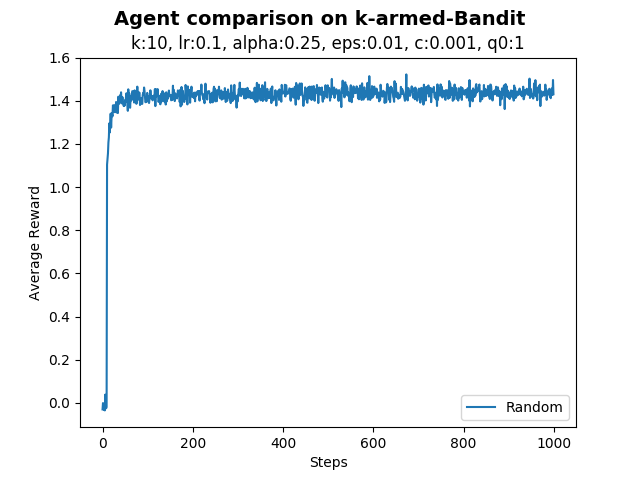 Agent comparison on k-armed-Bandit
k:10, lr:0.1, alpha:0.25, eps:0.01, c:0.001, q0:1
1.6
1.4
1.2
1.0
0.8
0.6
0.4
0.2
0.0
Average Reward
Random
0 200 400 600 800 1000
Steps